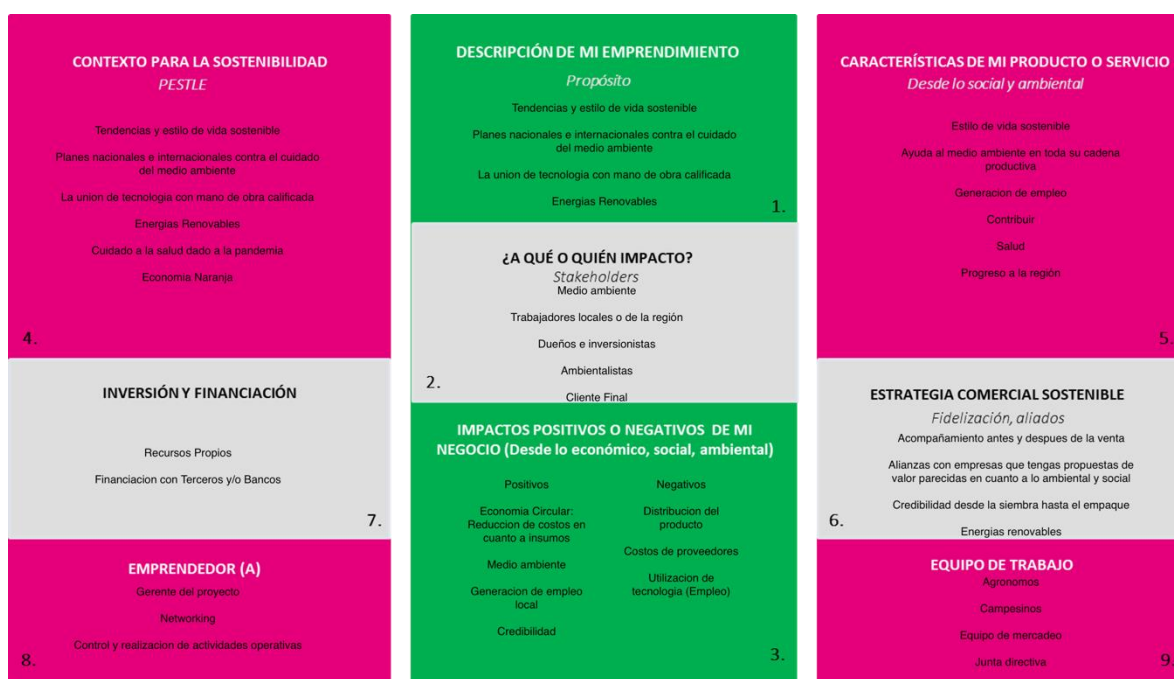 CONTEXTO PARA LA SOSTENIBILIDAD
PESTLE
Tendencias y estilo de vida sostenible
Planes nacionales e internacionales contra el cuidado
del medio ambiente
La union de tecnologia con mano de obra calificada
Energias Renovables
Cuidado a la salud dado a la pandemia
Economia Naranja
4.
INVERSIÓN Y FINANCIACIÓN
Recursos Propios
Financiacion con Terceros y/o Bancos
7.
EMPRENDEDOR (A)
Gerente del proyecto
Networking
Control y realizacion de actividades operativas
8.
DESCRIPCIÓN DE MI EMPRENDIMIENTO
Propósito
Tendencias y estilo de vida sostenible
Planes nacionales e internacionales contra el cuidado
del medio ambiente
La union de tecnologia con mano de obra calificada
Energias Renovables
1.
¿A QUÉ O QUIÉN IMPACTO?
Stakeholders
Medio ambiente
Trabajadores locales o de la región
Dueños e inversionistas
Ambientalistas
2.
Cliente Final
IMPACTOS POSITIVOS O NEGATIVOS DE MI
NEGOCIO (Desde lo económico, social, ambiental)
Positivos
Economia Circular:
Reduccion de costos en
cuanto a insumos
Medio ambiente
Generacion de empleo
local
Credibilidad
Negativos
Distribucion del
producto
Costos de proveedores
Utilizacion de
tecnologia (Empleo)
3.
CARACTERÍSTICAS DE MI PRODUCTO O SERVICIO
Desde lo social y ambiental
Estilo de vida sostenible
Ayuda al medio ambiente en toda su cadena
productiva
Generacion de empleo
Contribuir
Salud
Progreso a la región
5.
ESTRATEGIA COMERCIAL SOSTENIBLE
Fidelización, aliados
Acompañamiento antes y despues de la venta
Alianzas con empresas que tengas propuestas de
valor parecidas en cuanto a lo ambiental y social
Credibilidad desde la siembra hasta el empaque
6.
Energias renovables
EQUIPO DE TRABAJO
Agronomos
Campesinos
Equipo de mercadeo
Junta directiva
9.